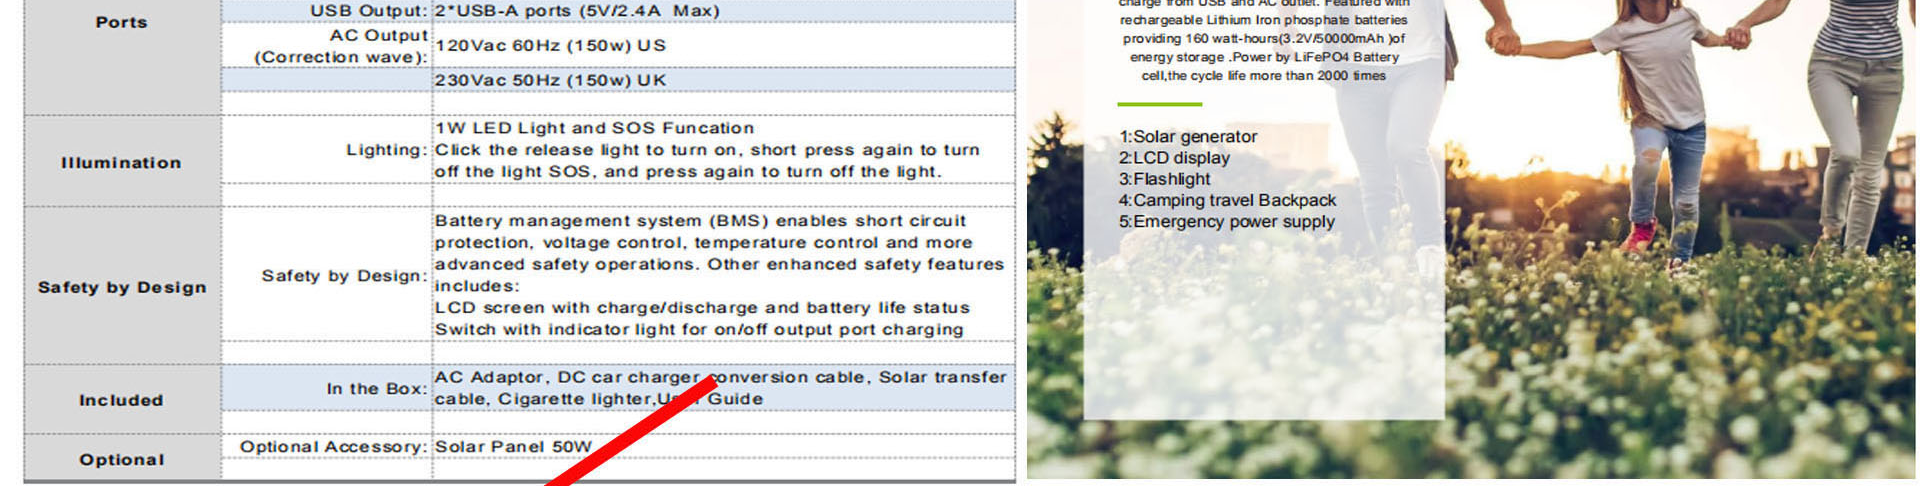 Ports
USB Output: 2*USB-A ports (5V/2.4A Max)
AC Output
(Correction wave):
120Vac 60Hz (150w) US
230Vac 50Hz (150w) UK
Illumination
Lighting:
1W LED Light and SOS Funcation
Click the release light to turn on, short press again to turn
off the light SOS, and press again to turn off the light.
Safety by Design
Safety by Design:
Battery management system (BMS) enables short circuit
protection, voltage control, temperature control and more
advanced safety operations. Other enhanced safety features
includes:
LCD screen with charge/discharge and battery life status
Switch with indicator light for on/off output port charging
Included
In the Box:
AC Adaptor, DC car charger conversion cable, Solar transfer
cable, Cigarette lighter,User Guide
Optional
Optional Accessory: Solar Panel 50W
charge from USB and AC outlet. Featured with
rechargeable Lithium Iron phosphate batteries
providing 160 watt-hours(3.2V/50000mAh )of
energy storage .Power by LiFePO4 Battery
cell,the cycle life more than 2000 times
1:Solar generator
2:LCD display
3:Flashlight
4:Camping travel Backpack
5:Emergency power supply